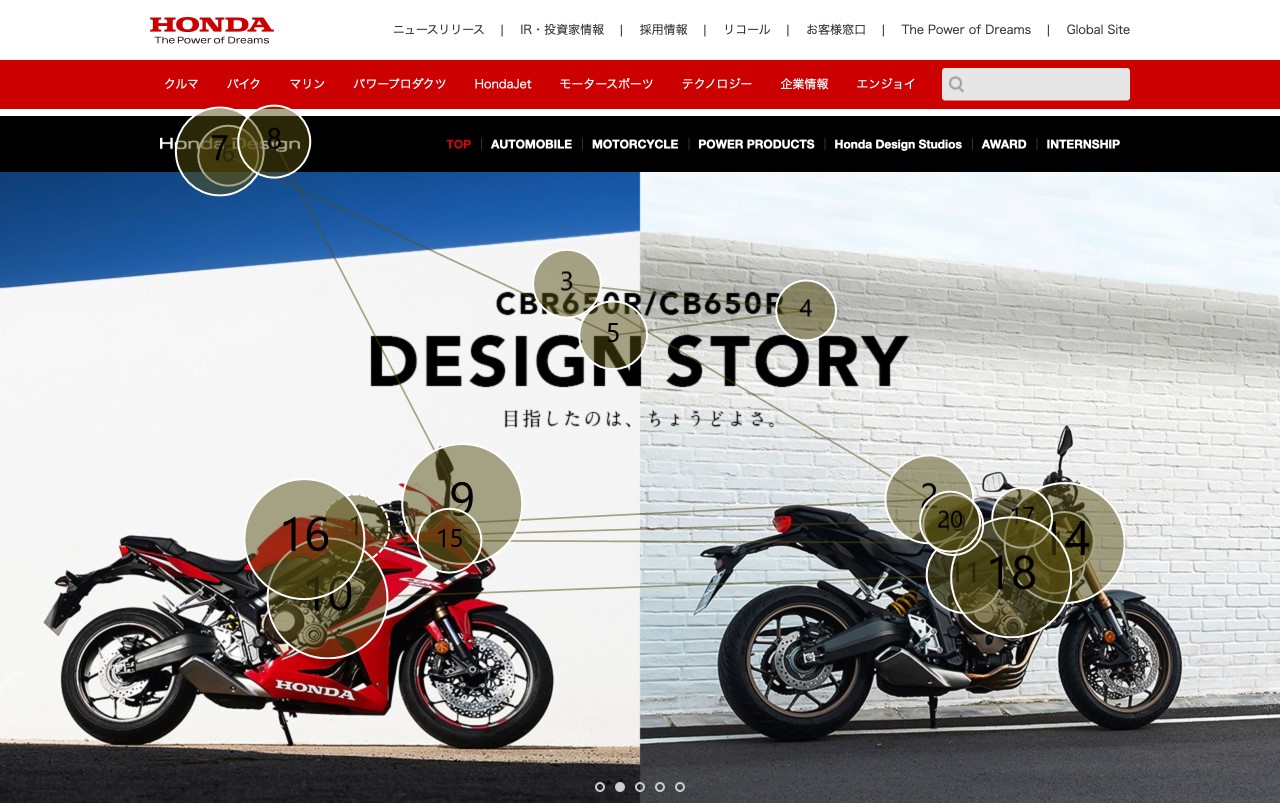 HONDA
The Power of Dreams
ニュースリリース | IR・投資家情報 | 採用情報 | リコール | お客様窓口 | The Power of Dreams | Global Site
クルマ バイク マリン パワープロダクツ HondaJet モータースポーツ テクノロジー 企業情報 エンジョイ
Honda Design
TOP | AUTOMOBILE | MOTORCYCLE | POWER PRODUCTS | Honda Design Studios | AWARD | INTERNSHIP
7 6 8
3
4
5
CBR650R/CB650R
DESIGN STORY
目指したのは、ちょうどよさ。
2
9
16
15
10
20
17
14
11
18
HONDA